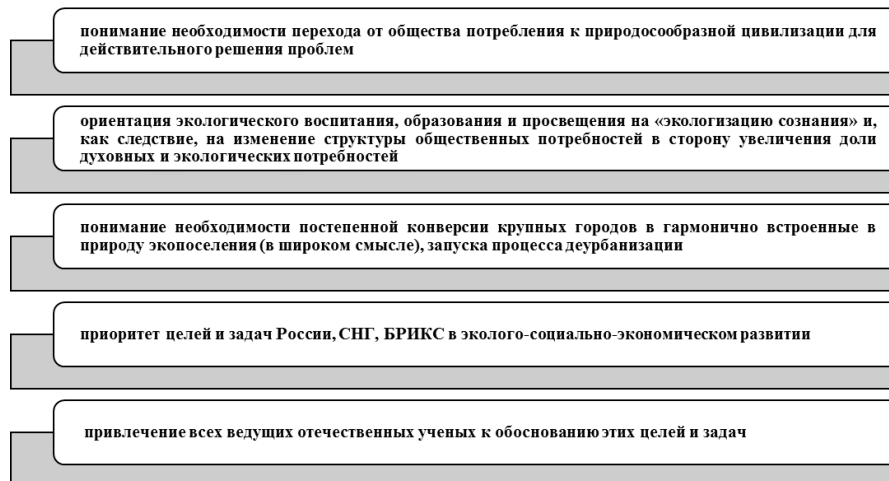 понимание необходимости перехода от общества потребления к природосообразной цивилизации для
действительного решения проблем
ориентация экологического воспитания, образования и просвещения на «экологизацию сознания» и,
как следствие, на изменение структуры общественных потребностей в сторону увеличения доли
духовных и экологических потребностей
понимание необходимости постепенной конверсии крупных городов в гармонично встроенные в
природу экопоселения (в широком смысле), запуска процесса деурбанизации
приоритет целей и задач России, СНГ, БРИКС в эколого-социально-экономическом развитии
привлечение всех ведущих отечественных ученых к обоснованию этих целей и задач